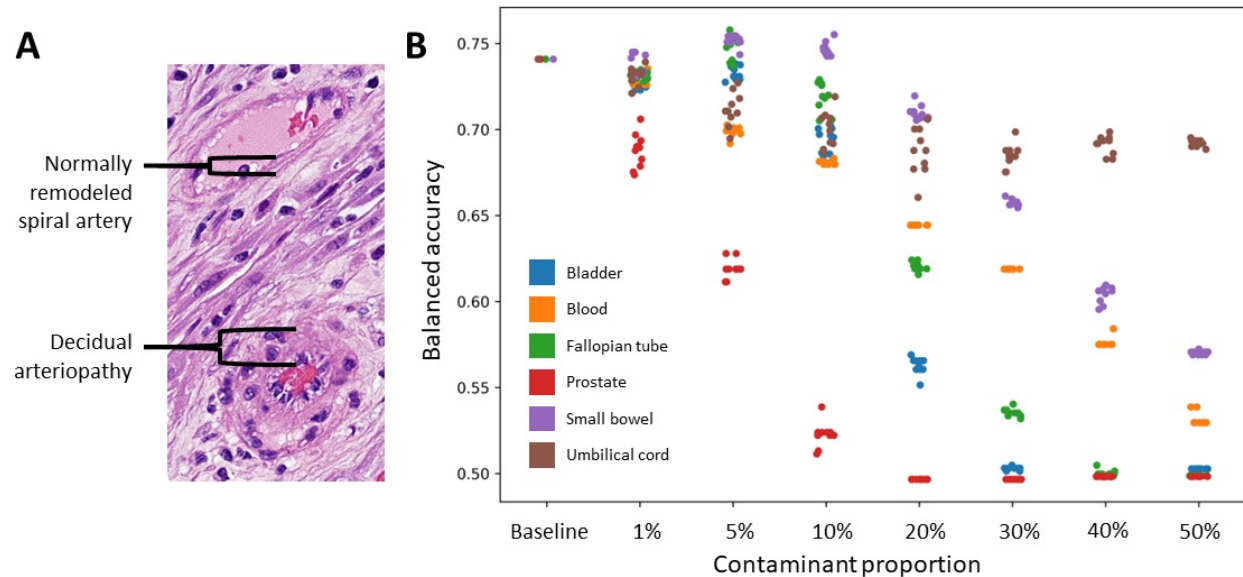 A
Normally
remodeled
spiral artery
Decidual
arteriopathy
B
Balanced accuracy
0.75
0.70
0.65
0.60
0.55
0.50
Bladder
Blood
Fallopian tube
Prostate
Small bowel
Umbilical cord
Baseline 1% 5% 10% 20% 30% 40% 50%
Contaminant proportion